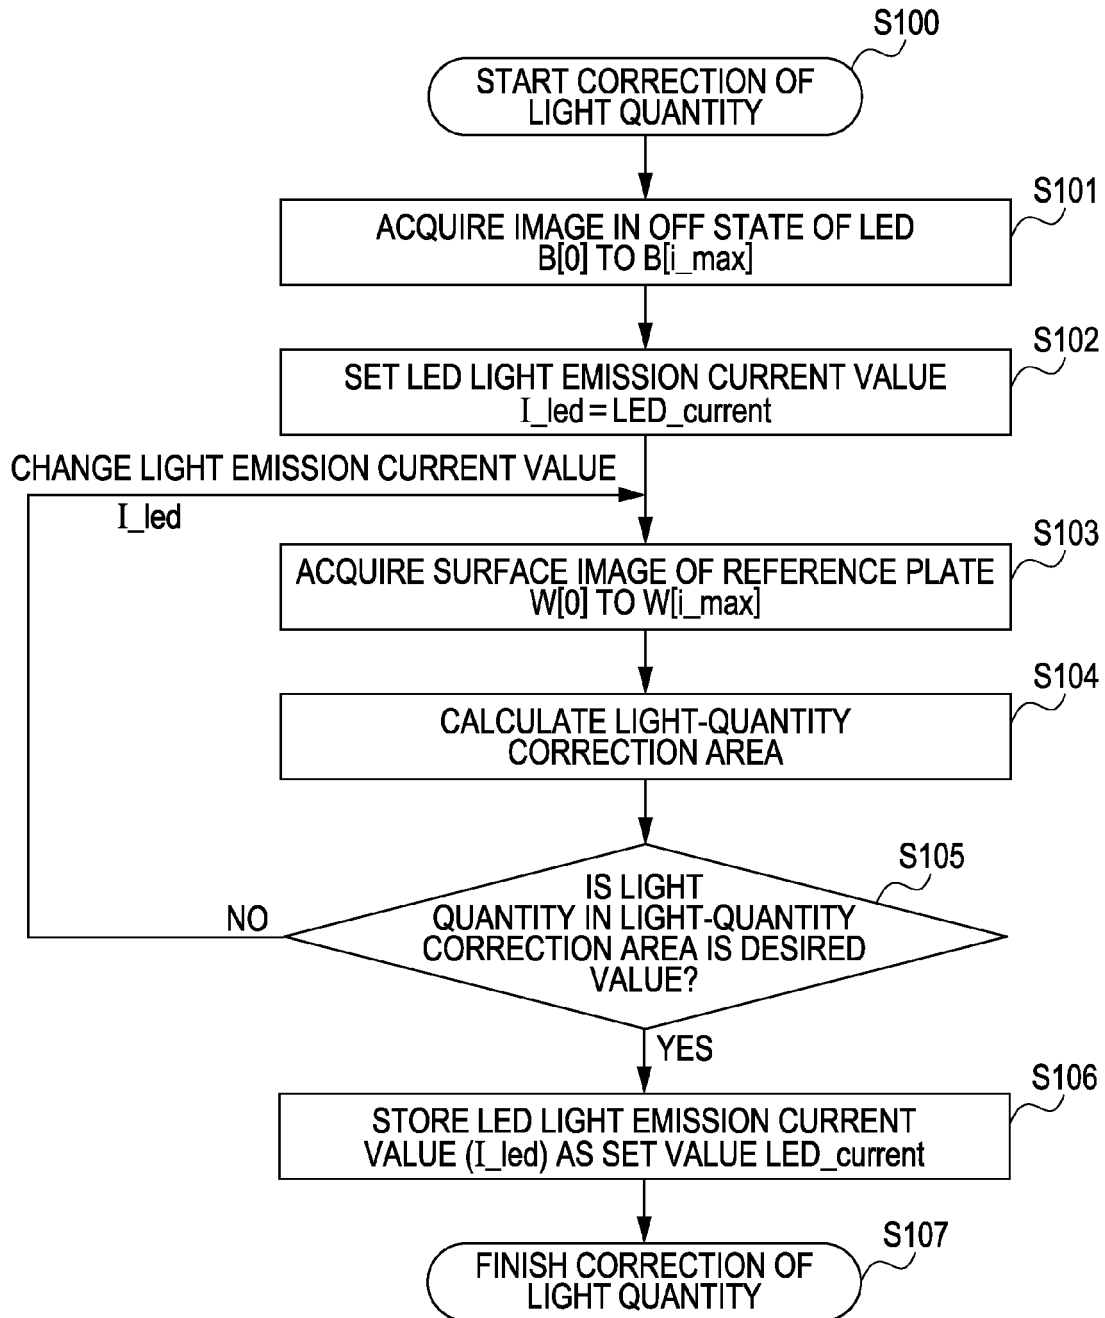 S100
START CORRECTION OF
LIGHT QUANTITY
S101
ACQUIRE IMAGE IN OFF STATE OF LED
B[0] TO B[i_max]
S102
SET LED LIGHT EMISSION CURRENT VALUE
I_led = LED_current
CHANGE LIGHT EMISSION CURRENT VALUE
I_led
S103
ACQUIRE SURFACE IMAGE OF REFERENCE PLATE
W[0] TO W[i_max]
S104
CALCULATE LIGHT-QUANTITY
CORRECTION AREA
S105
IS LIGHT
QUANTITY IN LIGHT-QUANTITY
CORRECTION AREA IS DESIRED
VALUE?
NO
YES
S106
STORE LED LIGHT EMISSION CURRENT
VALUE (I_led) AS SET VALUE LED_current
S107
FINISH CORRECTION OF
LIGHT QUANTITY